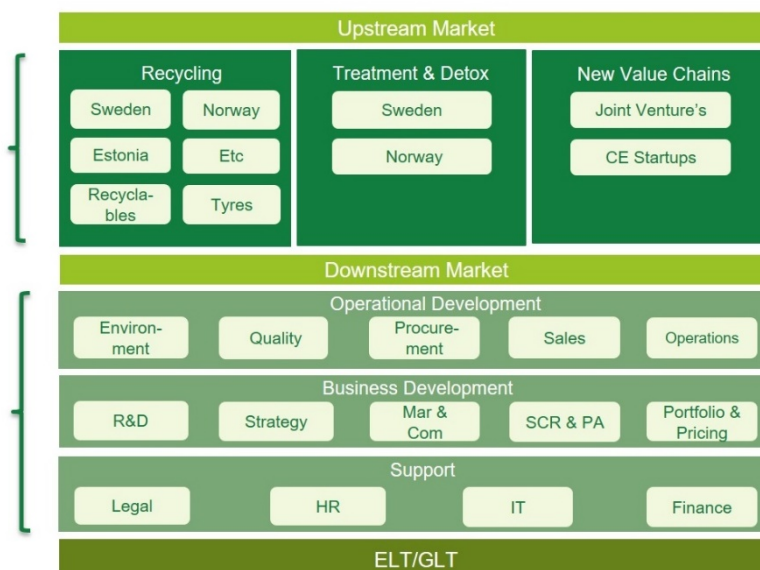 Upstream Market
Recycling
Sweden
Norway
Estonia
Etc
Recycla-
bles
Tyres
Treatment & Detox
Sweden
Norway
New Value Chains
Joint Venture's
CE Startups
Downstream Market
Operational Development
Environ-
ment
Quality
Procure-
ment
Sales
Operations
Business Development
R&D
Strategy
Mar &
Com
SCR & PA
Portfolio &
Pricing
Support
Legal
HR
IT
Finance
ELT/GLT